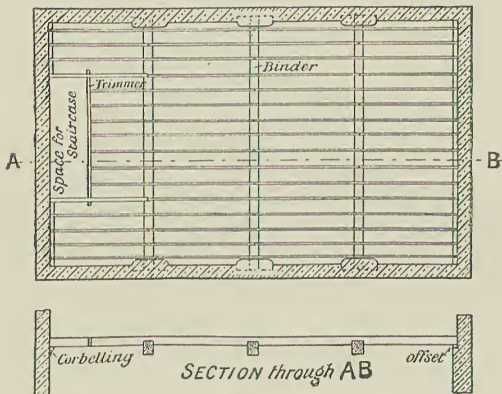 Binder
Trimmer
Space for
Staircase
A
B
Corbelling
offset
SECTION through AB